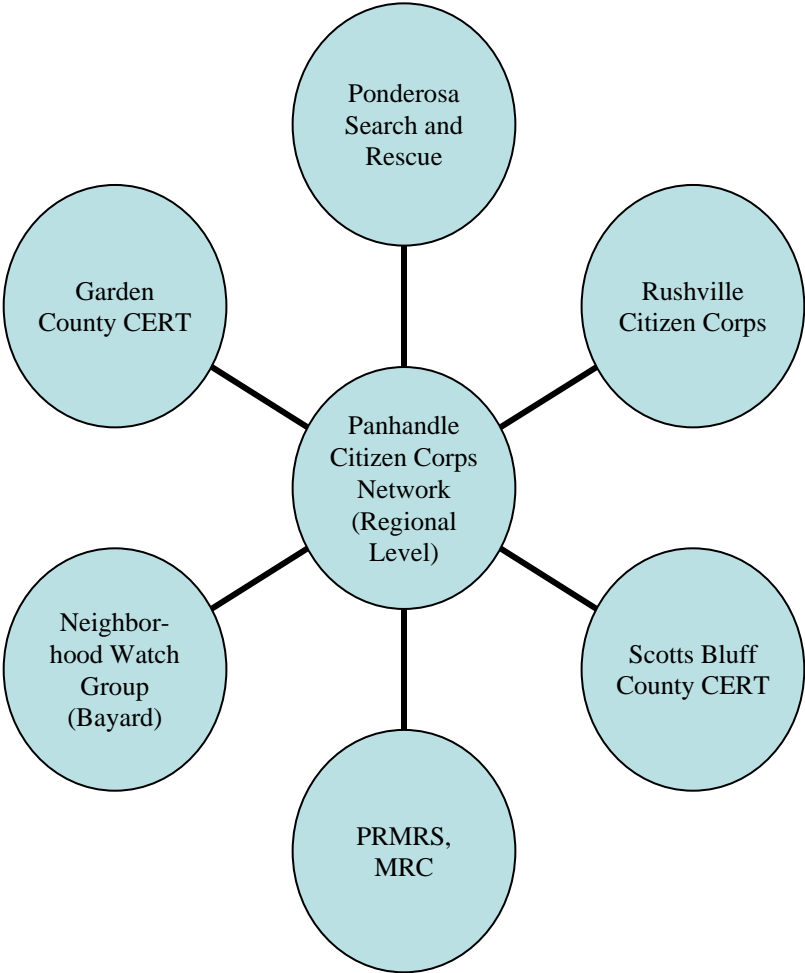 Ponderosa
Search and
Rescue
Garden
County CERT
Rushville
Citizen Corps
Panhandle
Citizen Corps
Network
(Regional
Level)
Neighbor-
hood Watch
Group
(Bayard)
Scotts Bluff
County CERT
PRMRS,
MRC